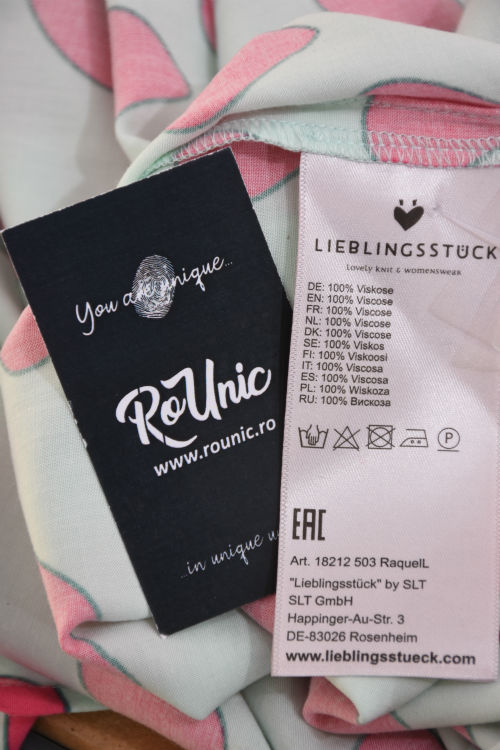 You are unique...
RoUnic
www.rounic.ro
...in unique
LIEBLINGSSTÜCK
Lovely knit & womenswear
DE: 100% Viskose
EN: 100% Viscose
FR: 100% Viscose
NL: 100% Viscose
DK: 100% Viscose
SE: 100% Viskos
FI: 100% Viskoosi
IT: 100% Viscosa
ES: 100% Viscosa
PL: 100% Wiskoza
RU: 100% Вискоза
P
EAC
Art. 18212 503 RaquelL
"Lieblingsstück" by SLT
SLT GmbH
Happinger-Au-Str. 3
DE-83026 Rosenheim
www.lieblingsstueck.com